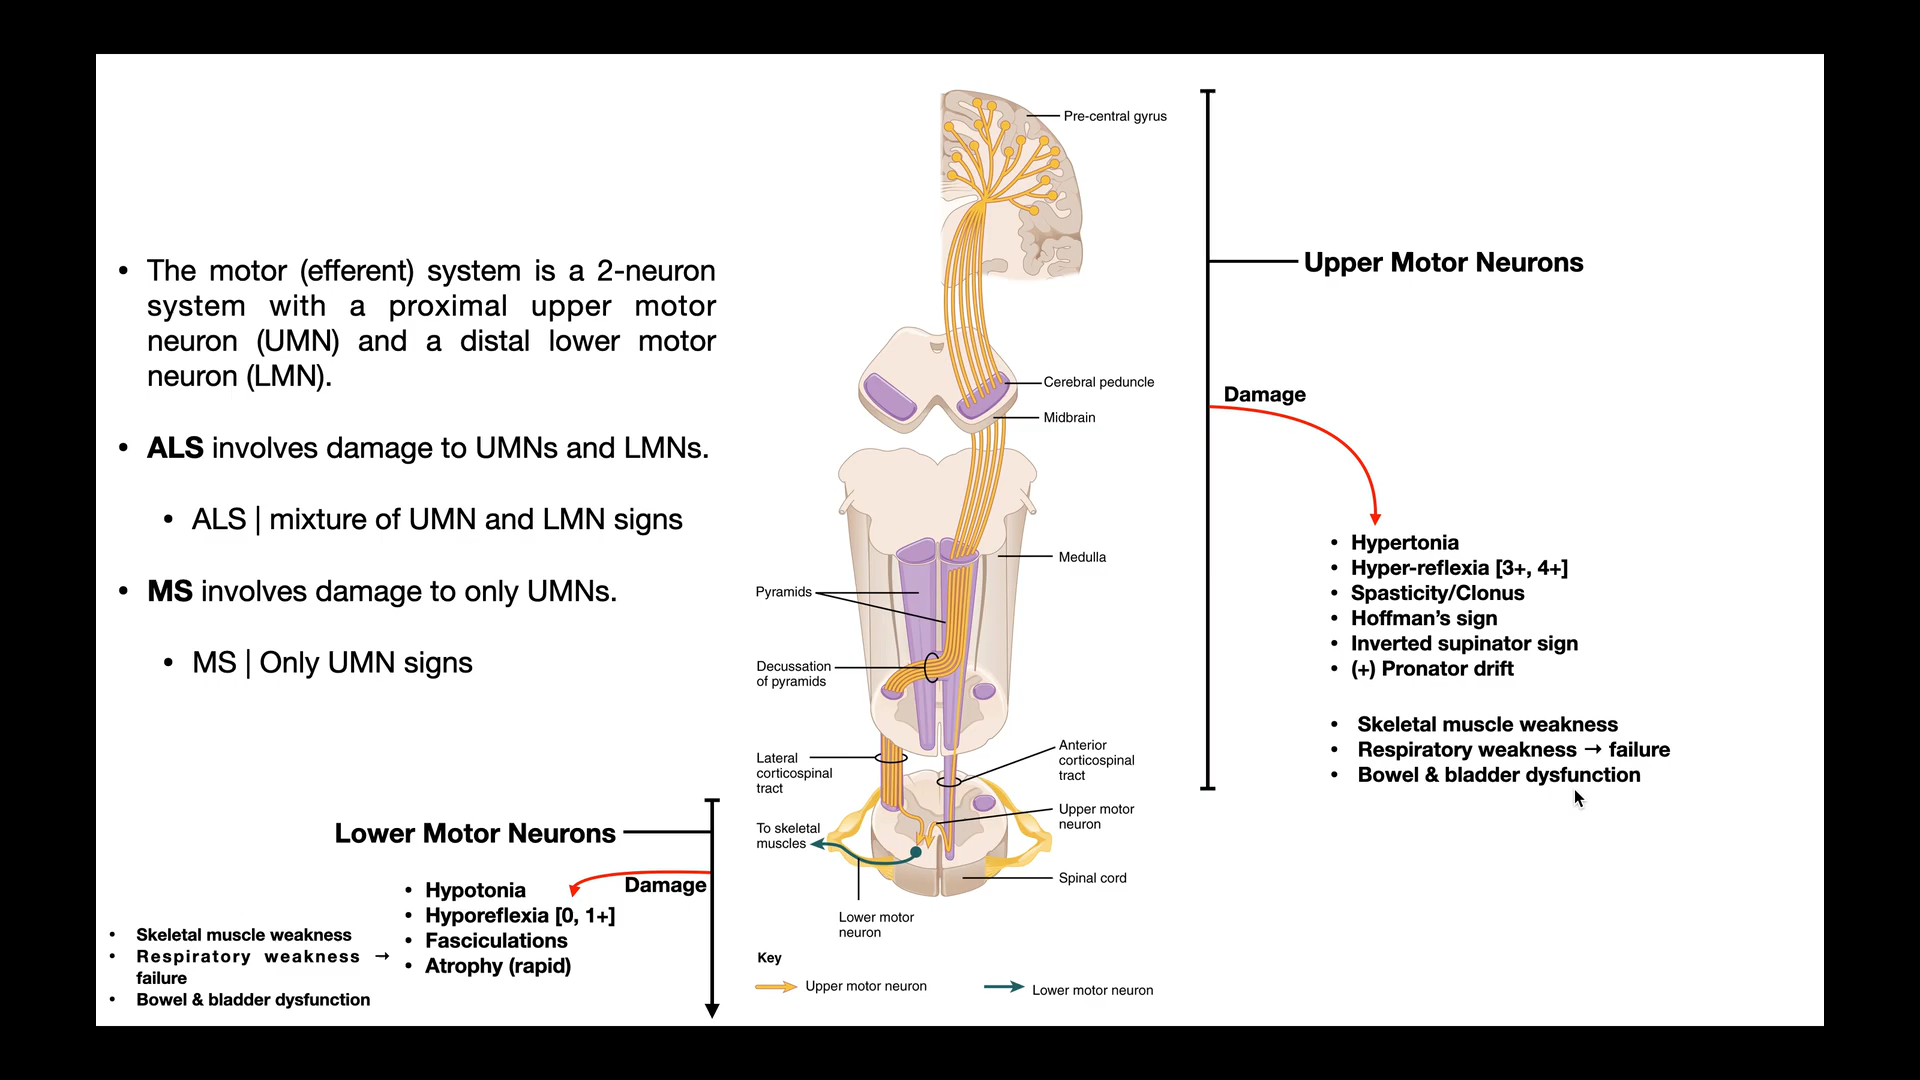 • The motor (efferent) system is a 2-neuron
system with a proximal upper motor
neuron (UMN) and a distal lower motor
neuron (LMN).
• ALS involves damage to UMNs and LMNs.
• ALS | mixture of UMN and LMN signs
• MS involves damage to only UMNs.
• MS | Only UMN signs
Pre-central gyrus
Cerebral peduncle
Midbrain
Medulla
Pyramids
Decussation
of pyramids
Lateral
corticospinal
tract
Anterior
corticospinal
tract
Upper motor
neuron
To skeletal
muscles
Spinal cord
Lower motor
neuron
Key
Upper motor neuron
Lower motor neuron
Upper Motor Neurons
Damage
• Hypertonia
• Hyper-reflexia [3+, 4+]
• Spasticity/Clonus
• Hoffman’s sign
• Inverted supinator sign
• (+) Pronator drift
• Skeletal muscle weakness
• Respiratory weakness → failure
• Bowel & bladder dysfunction
Lower Motor Neurons
Damage
• Hypotonia
• Hyporeflexia [0, 1+]
• Fasciculations
• Atrophy (rapid)
• Skeletal muscle weakness
• Respiratory weakness →
failure
• Bowel & bladder dysfunction